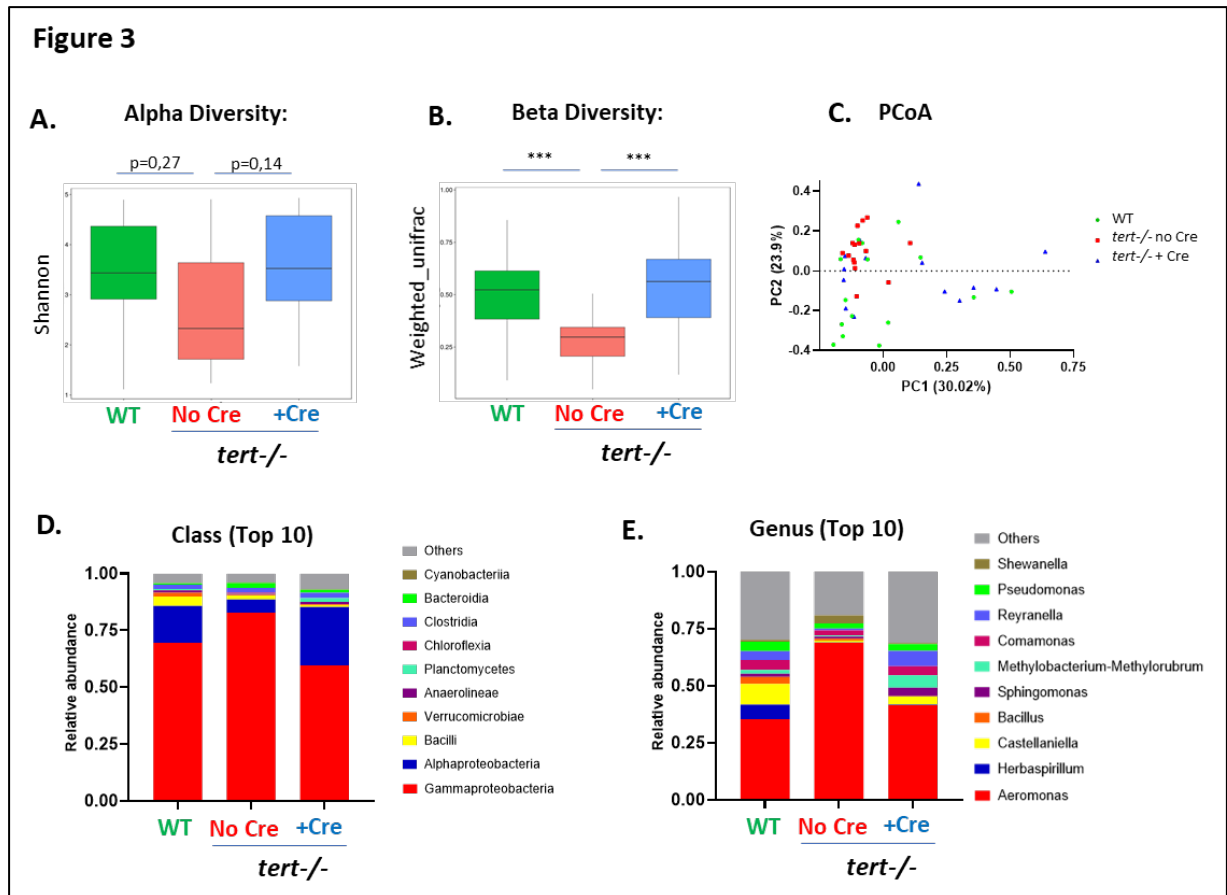 Figure 3
A.
Alpha Diversity:
p=0,27
p=0,14
Shannon
5
4
3
2
1
WT
No Cre
+Cre
tert-/-
B.
Beta Diversity:
***
***
Weighted_unifrac
1.00
0.75
0.50
0.25
WT
No Cre
+Cre
tert-/-
C.
PCoA
PC2 (23.9%)
0.4
0.2
0.0
-0.2
-0.4
0.00
0.25
0.50
0.75
PC1 (30.02%)
WT
tert-/- no Cre
tert-/- + Cre
D.
Class (Top 10)
Relative abundance
1.00
0.75
0.50
0.25
0.00
WT
No Cre
+Cre
tert-/-
Others
Cyanobacteriia
Bacteroidia
Clostridia
Chloroflexia
Planctomycetes
Anaerolineae
Verrucomicrobiae
Bacilli
Alphaproteobacteria
Gammaproteobacteria
E.
Genus (Top 10)
Relative abundance
1.00
0.75
0.50
0.25
0.00
WT
No Cre
+Cre
tert-/-
Others
Shewanella
Pseudomonas
Reyranella
Comamonas
Methylobacterium-Methylorubrum
Sphingomonas
Bacillus
Castellaniella
Herbaspirillum
Aeromonas